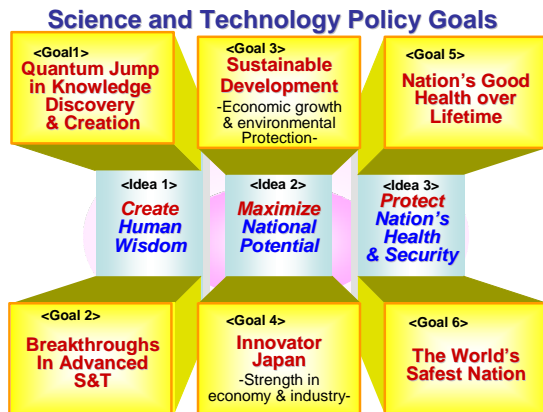 Science and Technology Policy Goals
<Goal1>
Quantum Jump
in Knowledge
Discovery
& Creation
<Goal 3>
Sustainable
Development
-Economic growth
& environmental
Protection-
<Goal 5>
Nation's Good
Health over
Lifetime
<Idea 1>
Create
Human
Wisdom
<Idea 2>
Maximize
National
Potential
<Idea 3>
Protect
Nation's
Health
& Security
<Goal 2>
Breakthroughs
In Advanced
S&T
<Goal 4>
Innovator
Japan
-Strength in
economy & industry-
<Goal 6>
The World's
Safest Nation